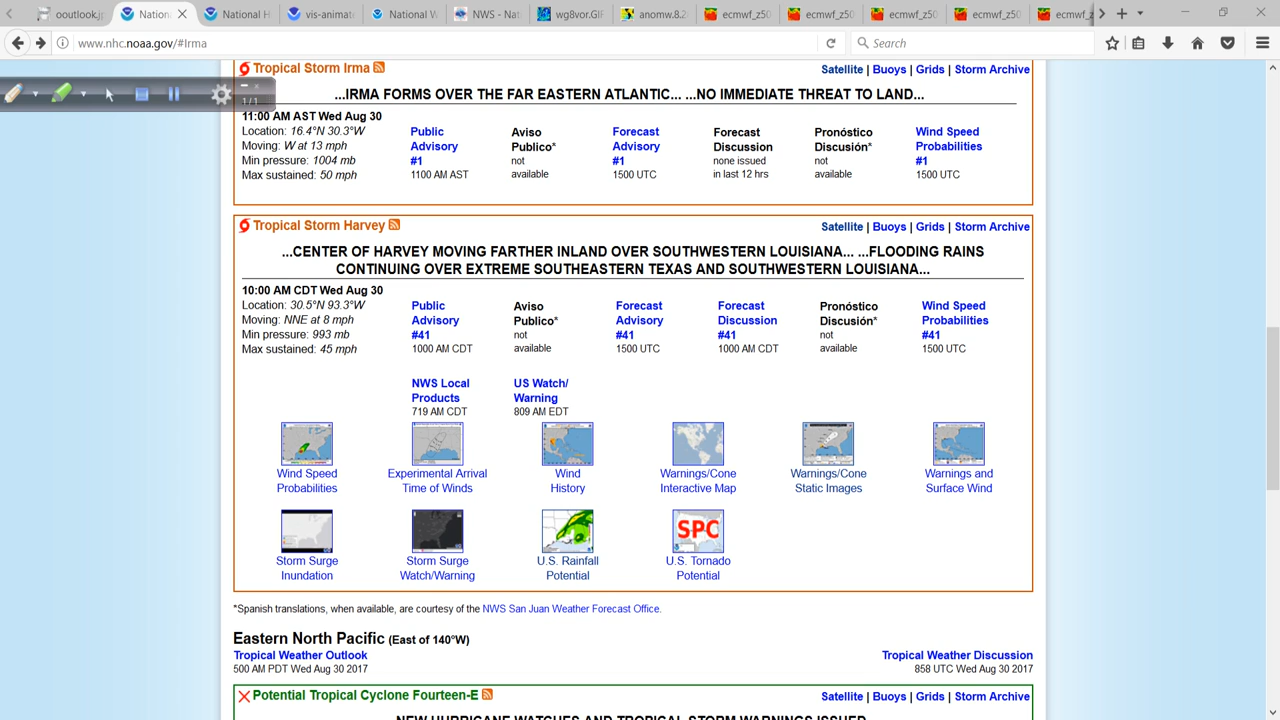 outlook.jp
Nationa
National H
vis-animate
National W
NWS - Nat
wg8vor.GIF
anomw.8.2
ecmwf_z50
ecmwf_z50
ecmwf_z50
ecmwf_z50
ecmwf_z
www.nhc.noaa.gov/#Irma
Search
1/1
Tropical Storm Irma
Satellite | Buoys | Grids | Storm Archive
...IRMA FORMS OVER THE FAR EASTERN ATLANTIC... ...NO IMMEDIATE THREAT TO LAND...
11:00 AM AST Wed Aug 30
Location: 16.4°N 30.3°W
Moving: W at 13 mph
Min pressure: 1004 mb
Max sustained: 50 mph
Public
Advisory
#1
1100 AM AST
Aviso
Publico*
not
available
Forecast
Advisory
#1
1500 UTC
Forecast
Discussion
none issued
in last 12 hrs
Pronóstico
Discusión*
not
available
Wind Speed
Probabilities
#1
1500 UTC
Tropical Storm Harvey
Satellite | Buoys | Grids | Storm Archive
...CENTER OF HARVEY MOVING FARTHER INLAND OVER SOUTHWESTERN LOUISIANA... ...FLOODING RAINS
CONTINUING OVER EXTREME SOUTHEASTERN TEXAS AND SOUTHWESTERN LOUISIANA...
10:00 AM CDT Wed Aug 30
Location: 30.5°N 93.3°W
Moving: NNE at 8 mph
Min pressure: 993 mb
Max sustained: 45 mph
Public
Advisory
#41
1000 AM CDT
Aviso
Publico*
not
available
Forecast
Advisory
#41
1500 UTC
Forecast
Discussion
#41
1000 AM CDT
Pronóstico
Discusión*
not
available
Wind Speed
Probabilities
#41
1500 UTC
NWS Local
Products
719 AM CDT
US Watch/
Warning
809 AM EDT
Wind Speed
Probabilities
Experimental Arrival
Time of Winds
Wind
History
Warnings/Cone
Interactive Map
Warnings/Cone
Static Images
Warnings and
Surface Wind
SPC
Storm Surge
Inundation
Storm Surge
Watch/Warning
U.S. Rainfall
Potential
U.S. Tornado
Potential
*Spanish translations, when available, are courtesy of the NWS San Juan Weather Forecast Office.
Eastern North Pacific (East of 140°W)
Tropical Weather Outlook
500 AM PDT Wed Aug 30 2017
Tropical Weather Discussion
858 UTC Wed Aug 30 2017
Potential Tropical Cyclone Fourteen-E
Satellite | Buoys | Grids | Storm Archive
NEW HURRICANE WATCHES AND TROPICAL STORM WARNINGS ISSUED